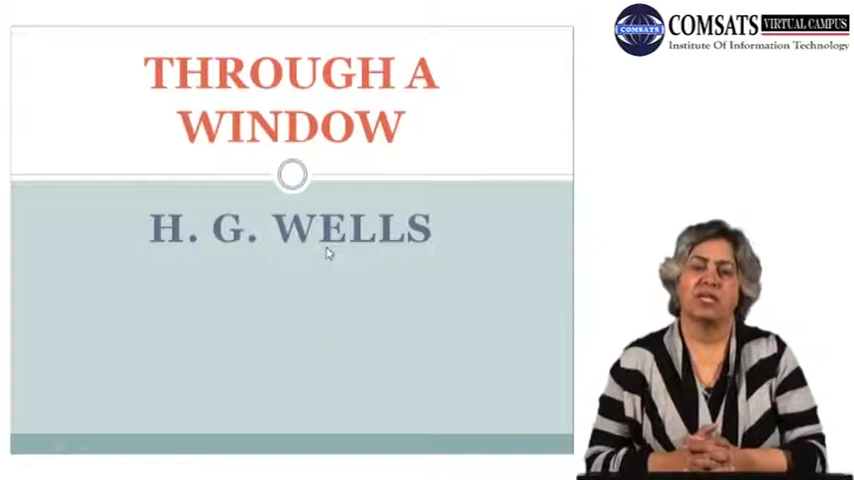 THROUGH A
WINDOW
H. G. WELLS
COMSATS VIRTUAL CAMPUS
Institute Of Information Technology
COMSATS